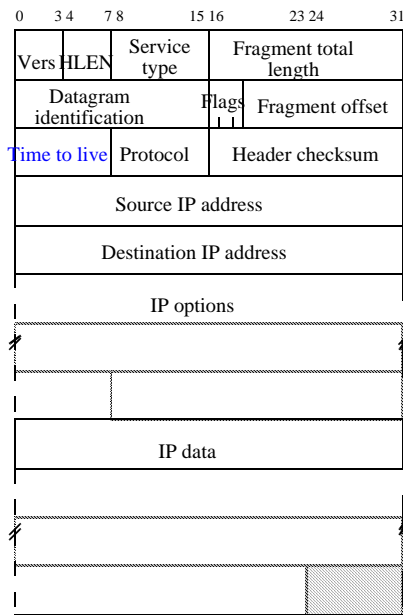 0 3 4 7 8 15 16 23 24 31
Vers HLEN Service type Fragment total length
Datagram identification Flags Fragment offset
Time to live Protocol Header checksum
Source IP address
Destination IP address
IP options
IP data